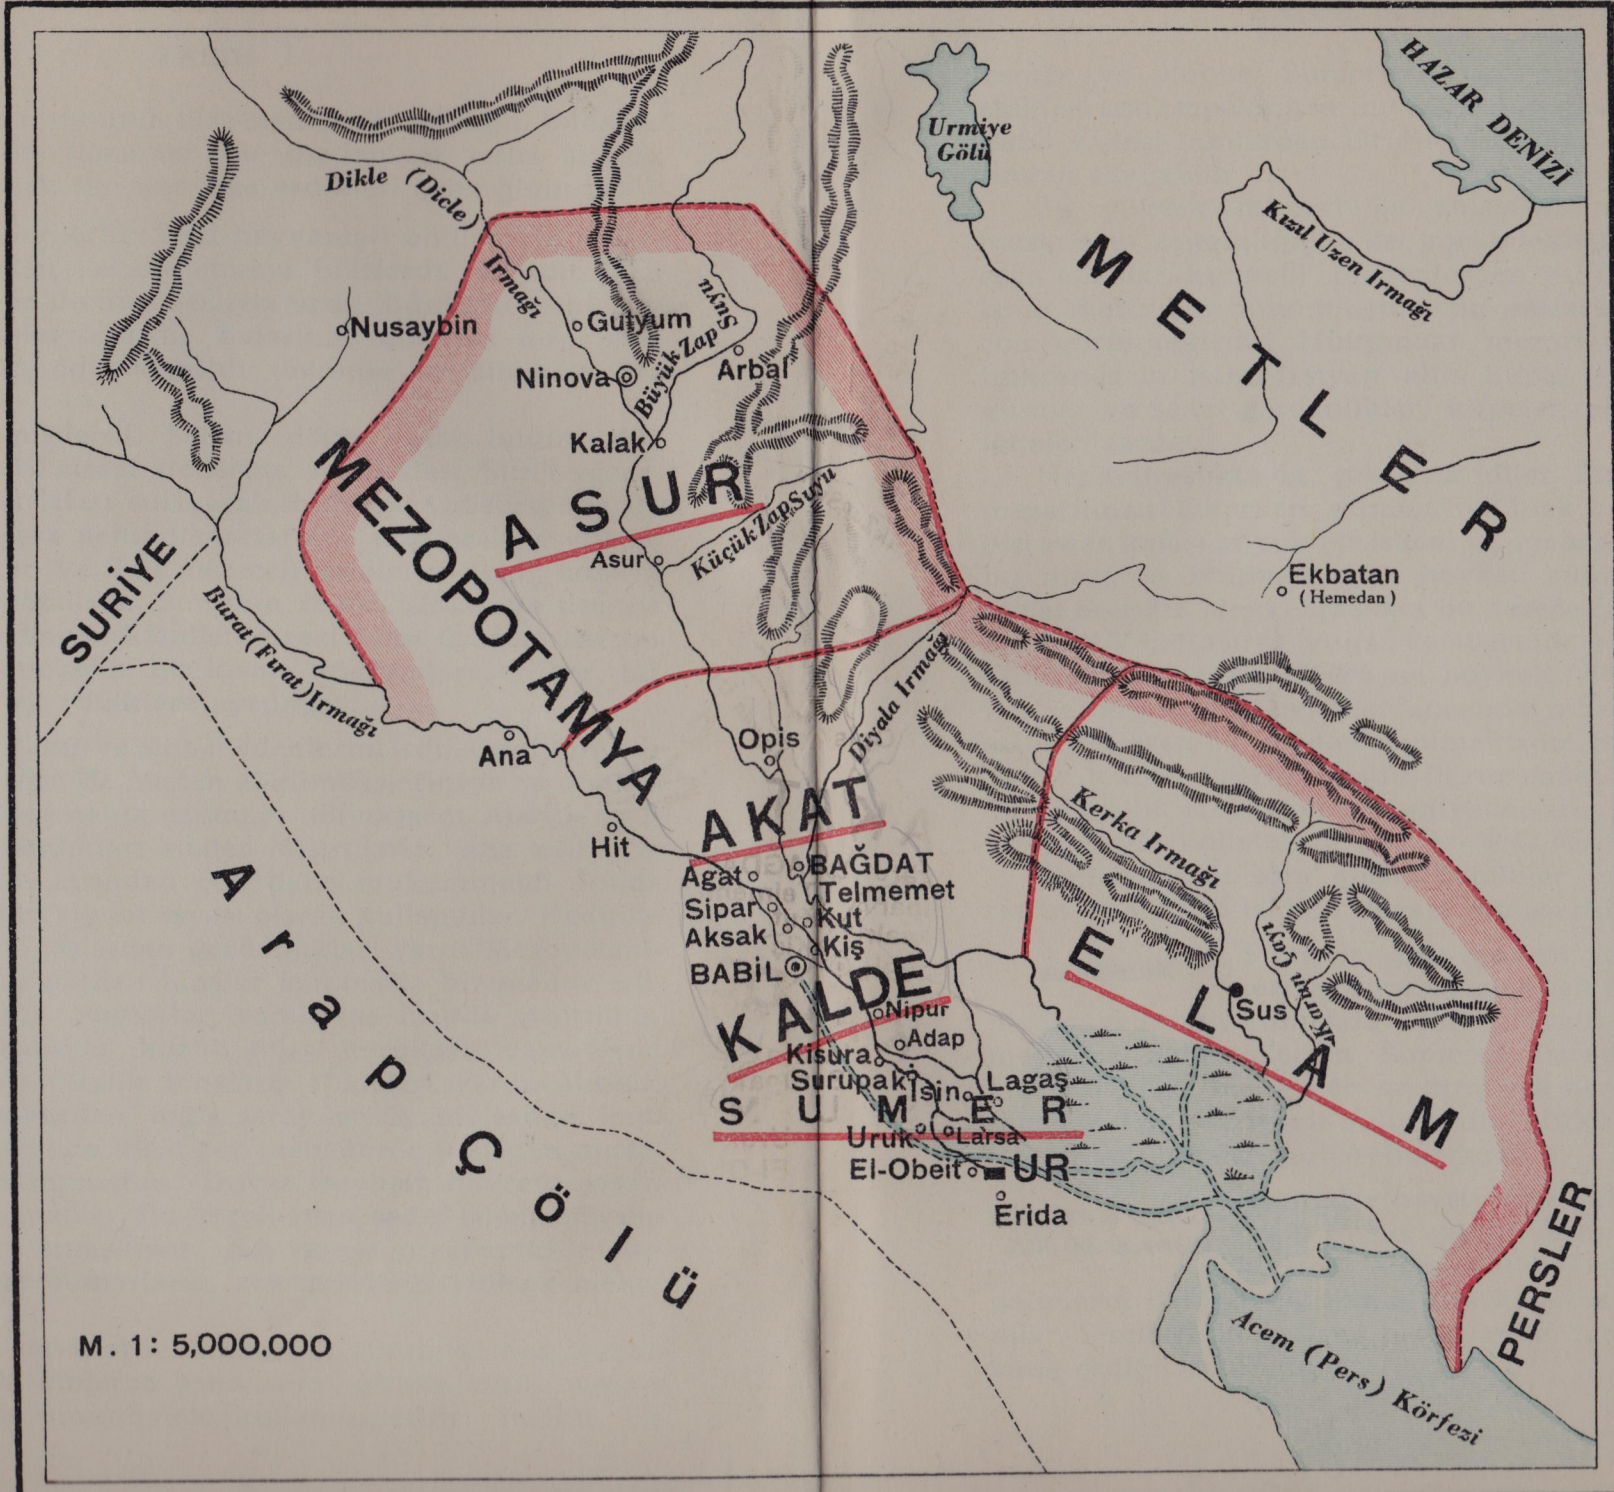 HAZAR DENİZİ
Urmiye
Gölü
Dikle (Dicle)
Irmağı
Kızıl Uzen Irmağı
METLER
Nusaybin
Gutyum
Büyük Zap Suyu
Ninova
Arbal
Kalak
MEZOPOTAMYA
ASUR
Küçük Zap Suyu
Asur
SURİYE
Ekbatan
(Hemedan)
Burat (Fırat) Irmağı
Diyala Irmağı
Ana
Opis
Hit
AKAT
Kerka Irmağı
BAĞDAT
Agat
Telmemet
Sipar
Kut
Aksak
Kiş
BABİL
KALDE
ELAM
Karun Çayı
Sus
Nipur
Adap
Kisura
Surupak
İsin
Lagaş
SUMER
Uruk
Larsa
El-Obeit
UR
Erida
Arap Çölü
PERSLER
Acem (Pers) Körfezi
M. 1: 5,000.000